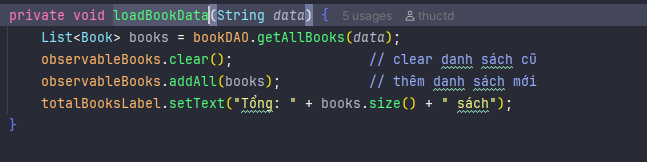 private void loadBookData(String data) { 5 usages thuctd
List<Book> books = bookDAO.getAllBooks(data);
observableBooks.clear(); // clear danh sách cũ
observableBooks.addAll(books); // thêm danh sách mới
totalBooksLabel.setText("Tổng: " + books.size() + " sách");
}